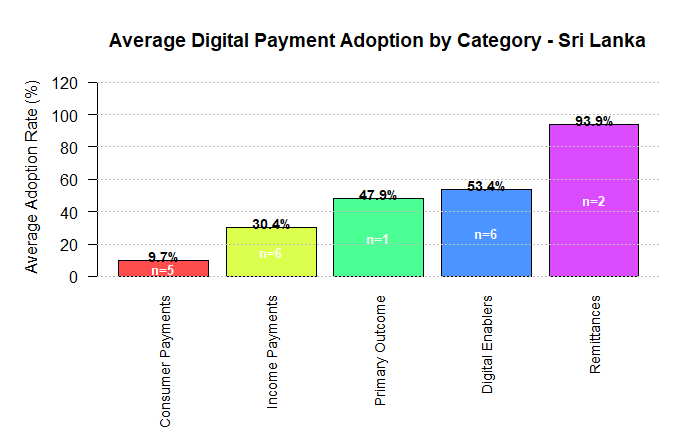 Average Digital Payment Adoption by Category - Sri Lanka
Average Adoption Rate (%)
120
100
80
60
40
20
0
9.7%
n=5
30.4%
n=6
47.9%
n=1
53.4%
n=6
93.9%
n=2
Consumer Payments
Income Payments
Primary Outcome
Digital Enablers
Remittances